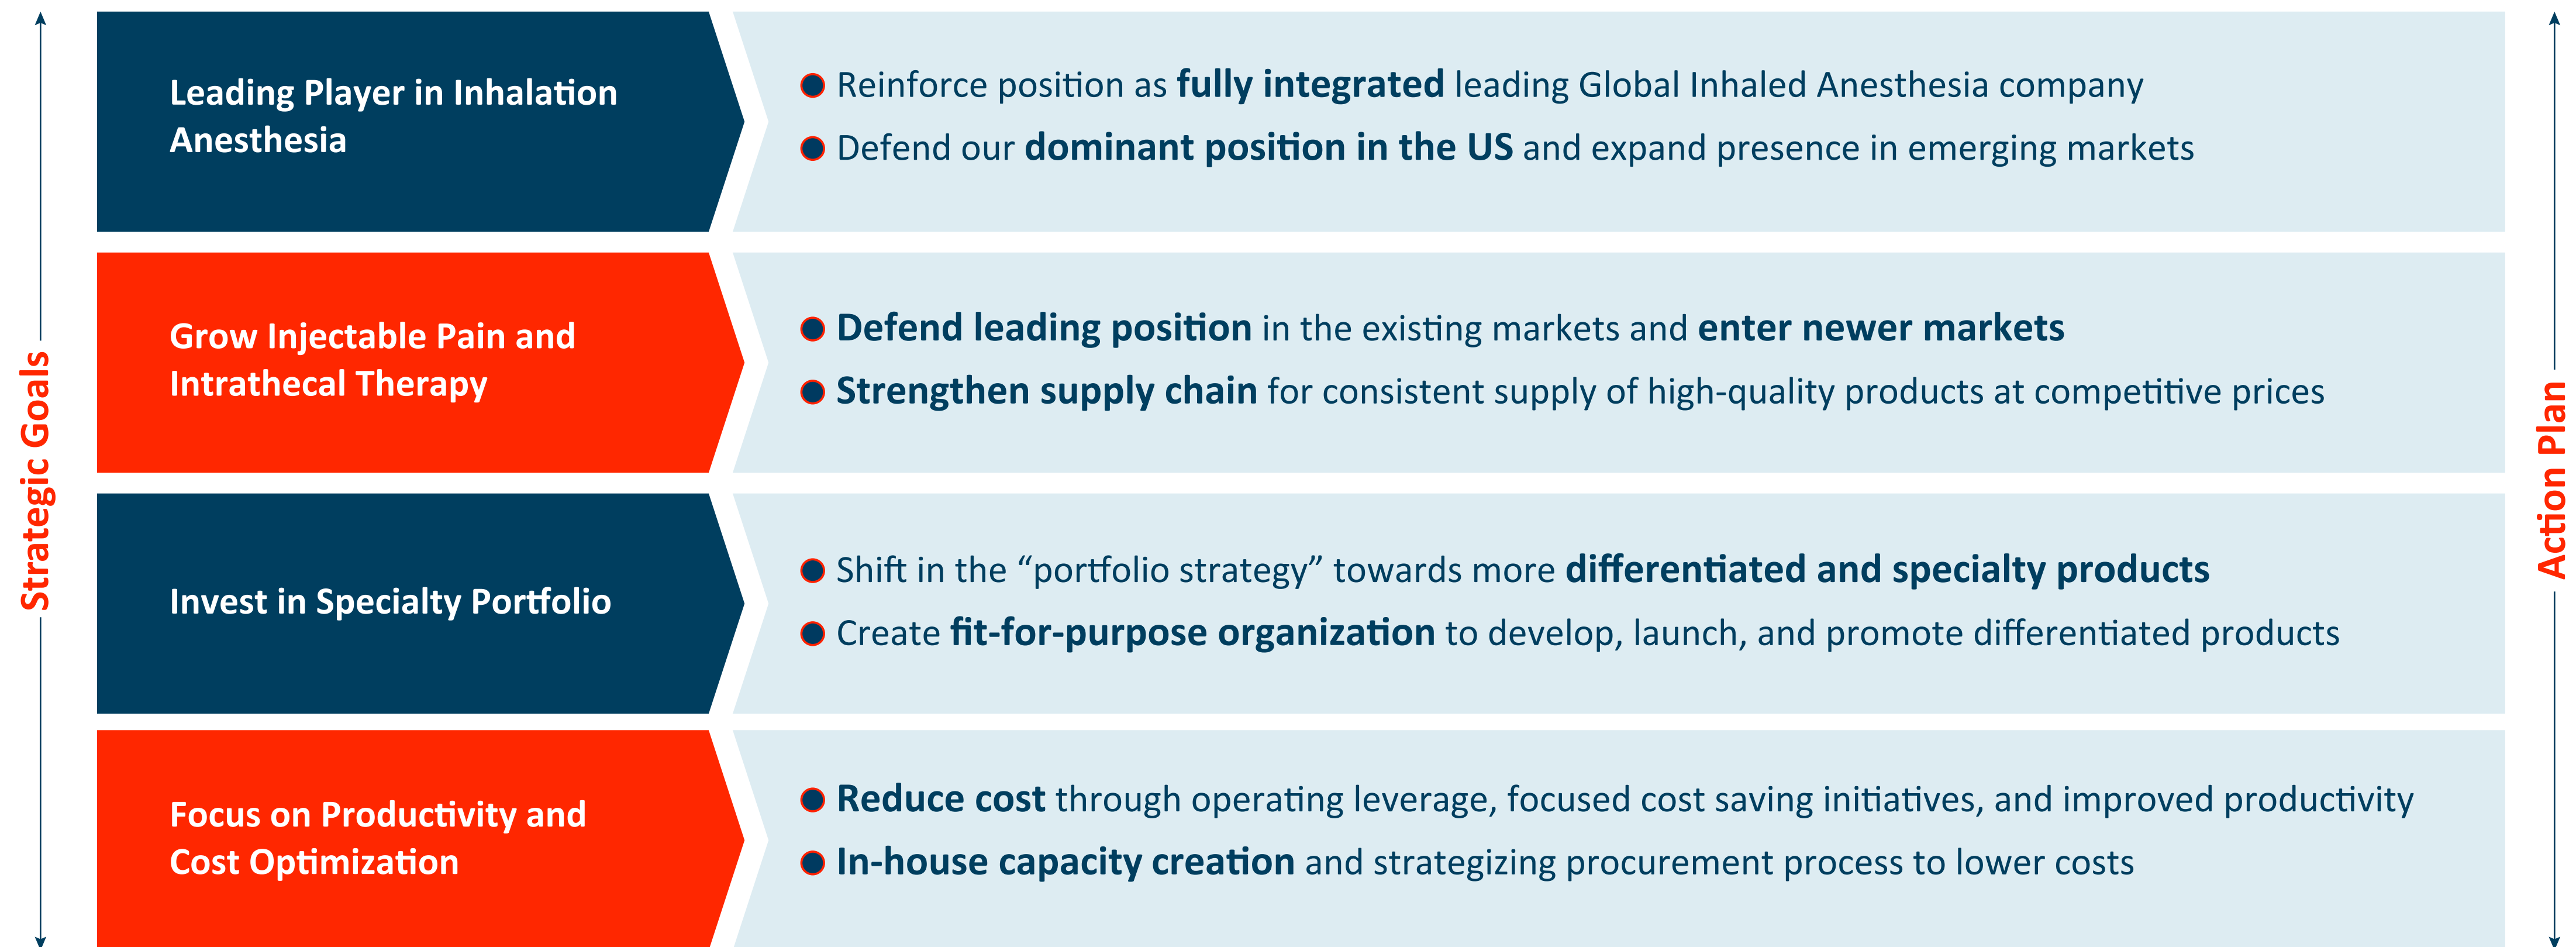 Strategic Goals
Leading Player in Inhalation
Anesthesia
Reinforce position as fully integrated leading Global Inhaled Anesthesia company
Defend our dominant position in the US and expand presence in emerging markets
Grow Injectable Pain and
Intrathecal Therapy
Defend leading position in the existing markets and enter newer markets
Strengthen supply chain for consistent supply of high-quality products at competitive prices
Invest in Specialty Portfolio
Shift in the “portfolio strategy” towards more differentiated and specialty products
Create fit-for-purpose organization to develop, launch, and promote differentiated products
Focus on Productivity and
Cost Optimization
Reduce cost through operating leverage, focused cost saving initiatives, and improved productivity
In-house capacity creation and strategizing procurement process to lower costs
Action Plan